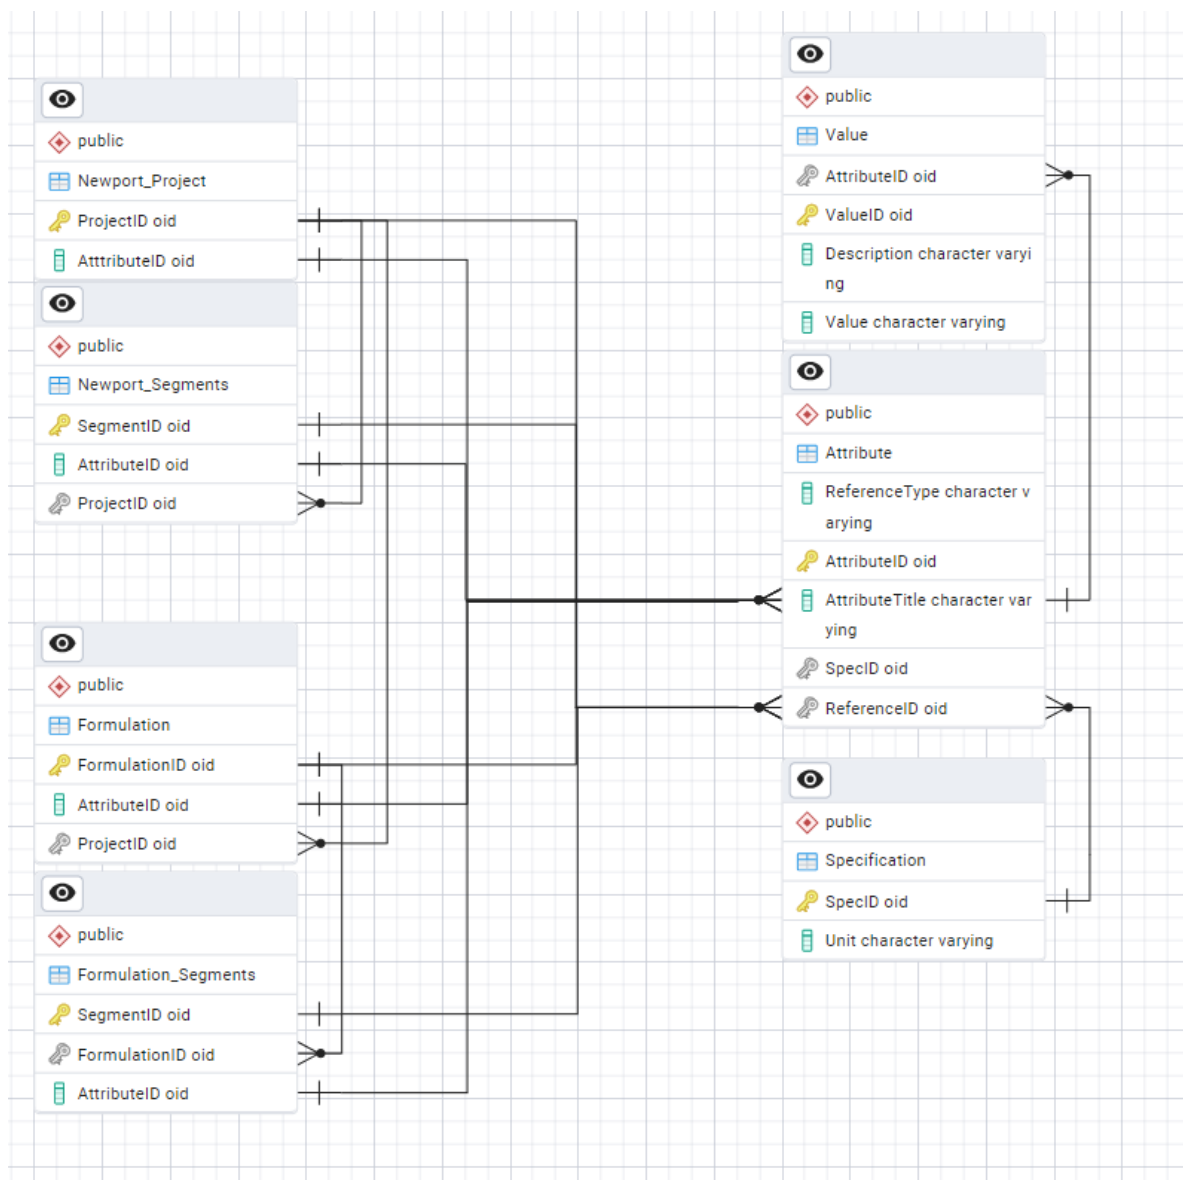 public
Newport_Project
ProjectID oid
AtttributeID oid
public
Newport_Segments
SegmentID oid
AttributeID oid
ProjectID oid
public
Formulation
FormulationID oid
AttributeID oid
ProjectID oid
public
Formulation_Segments
SegmentID oid
FormulationID oid
AttributeID oid
public
Value
AttributeID oid
ValueID oid
Description character varyi
ng
Value character varying
public
Attribute
ReferenceType character v
arying
AttributeID oid
AttributeTitle character var
ying
SpecID oid
ReferenceID oid
public
Specification
SpecID oid
Unit character varying